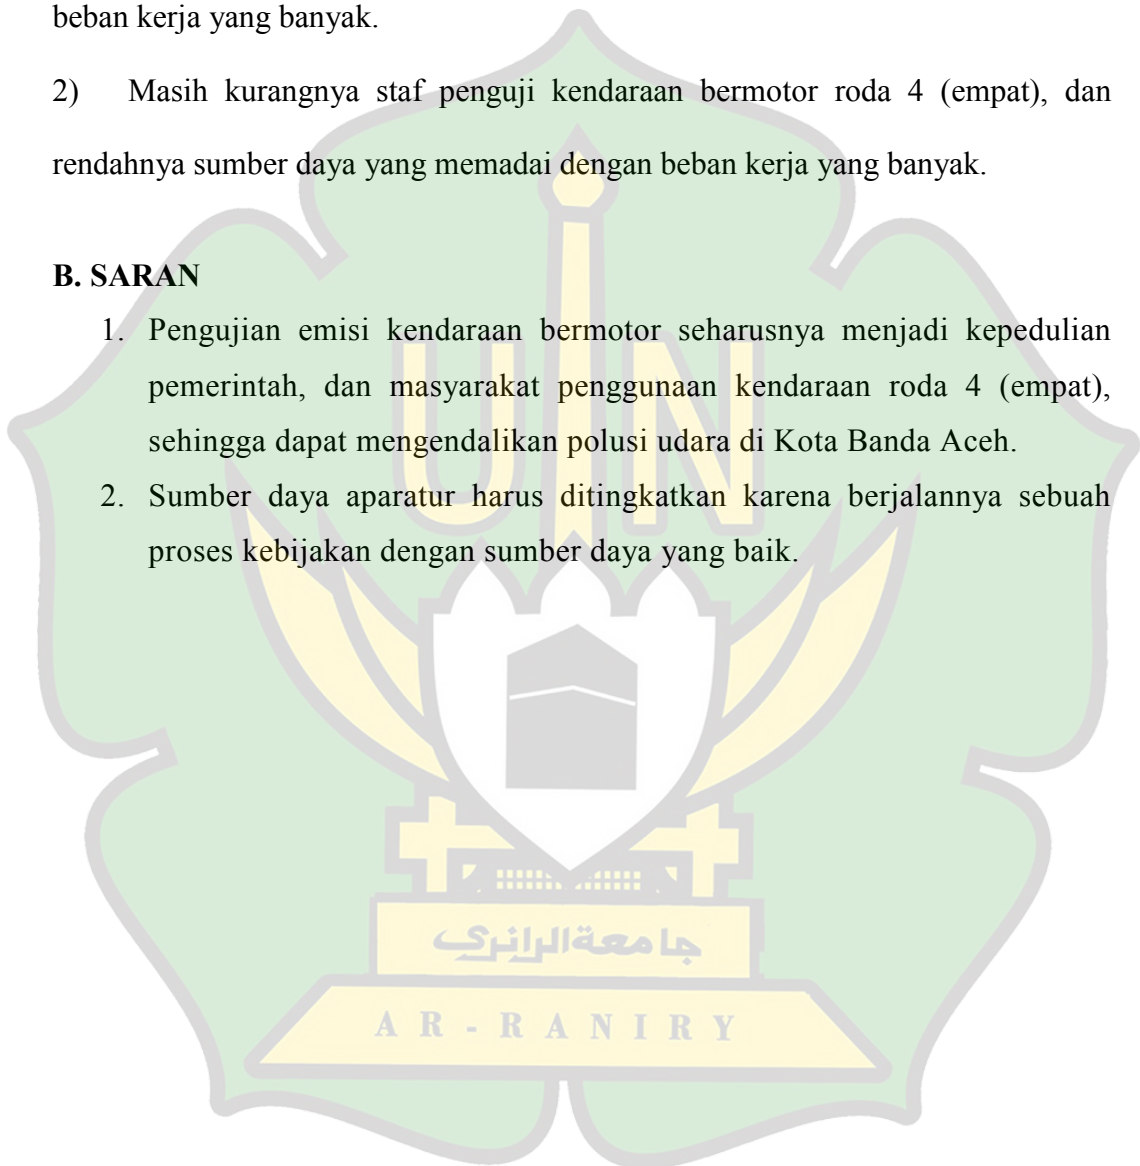 beban kerja yang banyak.
2) Masih kurangnya staf penguji kendaraan bermotor roda 4 (empat), dan
rendahnya sumber daya yang memadai dengan beban kerja yang banyak.
B. SARAN
1. Pengujian emisi kendaraan bermotor seharusnya menjadi kepedulian
pemerintah, dan masyarakat penggunaan kendaraan roda 4 (empat),
sehingga dapat mengendalikan polusi udara di Kota Banda Aceh.
2. Sumber daya aparatur harus ditingkatkan karena berjalannya sebuah
proses kebijakan dengan sumber daya yang baik.
UIN
جامعة الرانري
AR-RANIRY